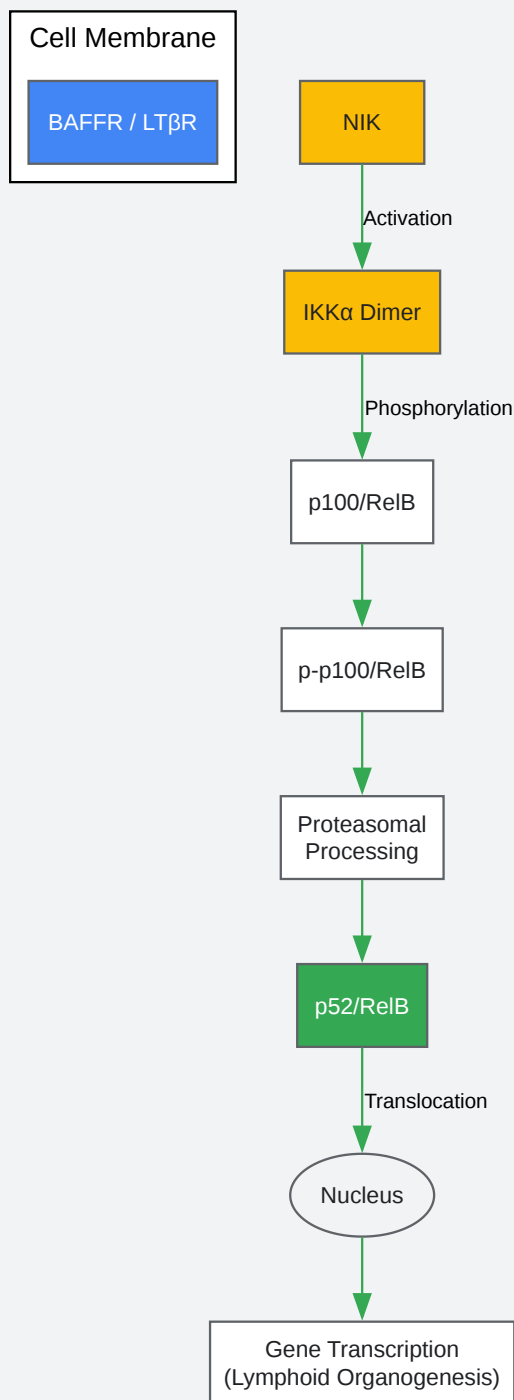 Cell Membrane
BAFFR / LTβR
NIK
Activation
IKKα Dimer
Phosphorylation
p100/RelB
p-p100/RelB
Proteasomal
Processing
p52/RelB
Translocation
Nucleus
Gene Transcription
(Lymphoid Organogenesis)